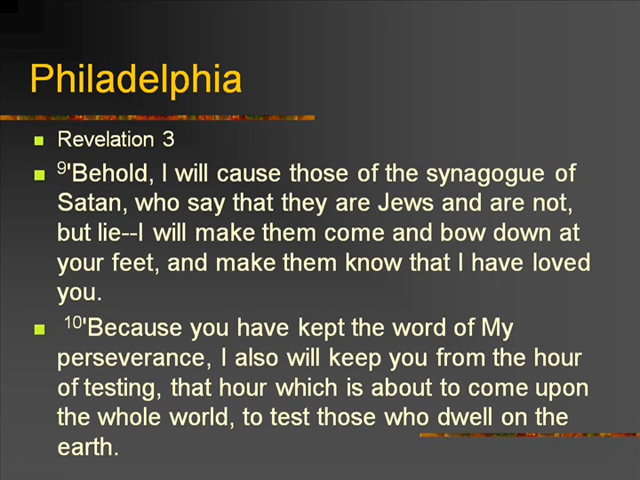 Philadelphia
Revelation 3
9'Behold, I will cause those of the synagogue of
Satan, who say that they are Jews and are not,
but lie--I will make them come and bow down at
your feet, and make them know that I have loved
you.
10'Because you have kept the word of My
perseverance, I also will keep you from the hour
of testing, that hour which is about to come upon
the whole world, to test those who dwell on the
earth.